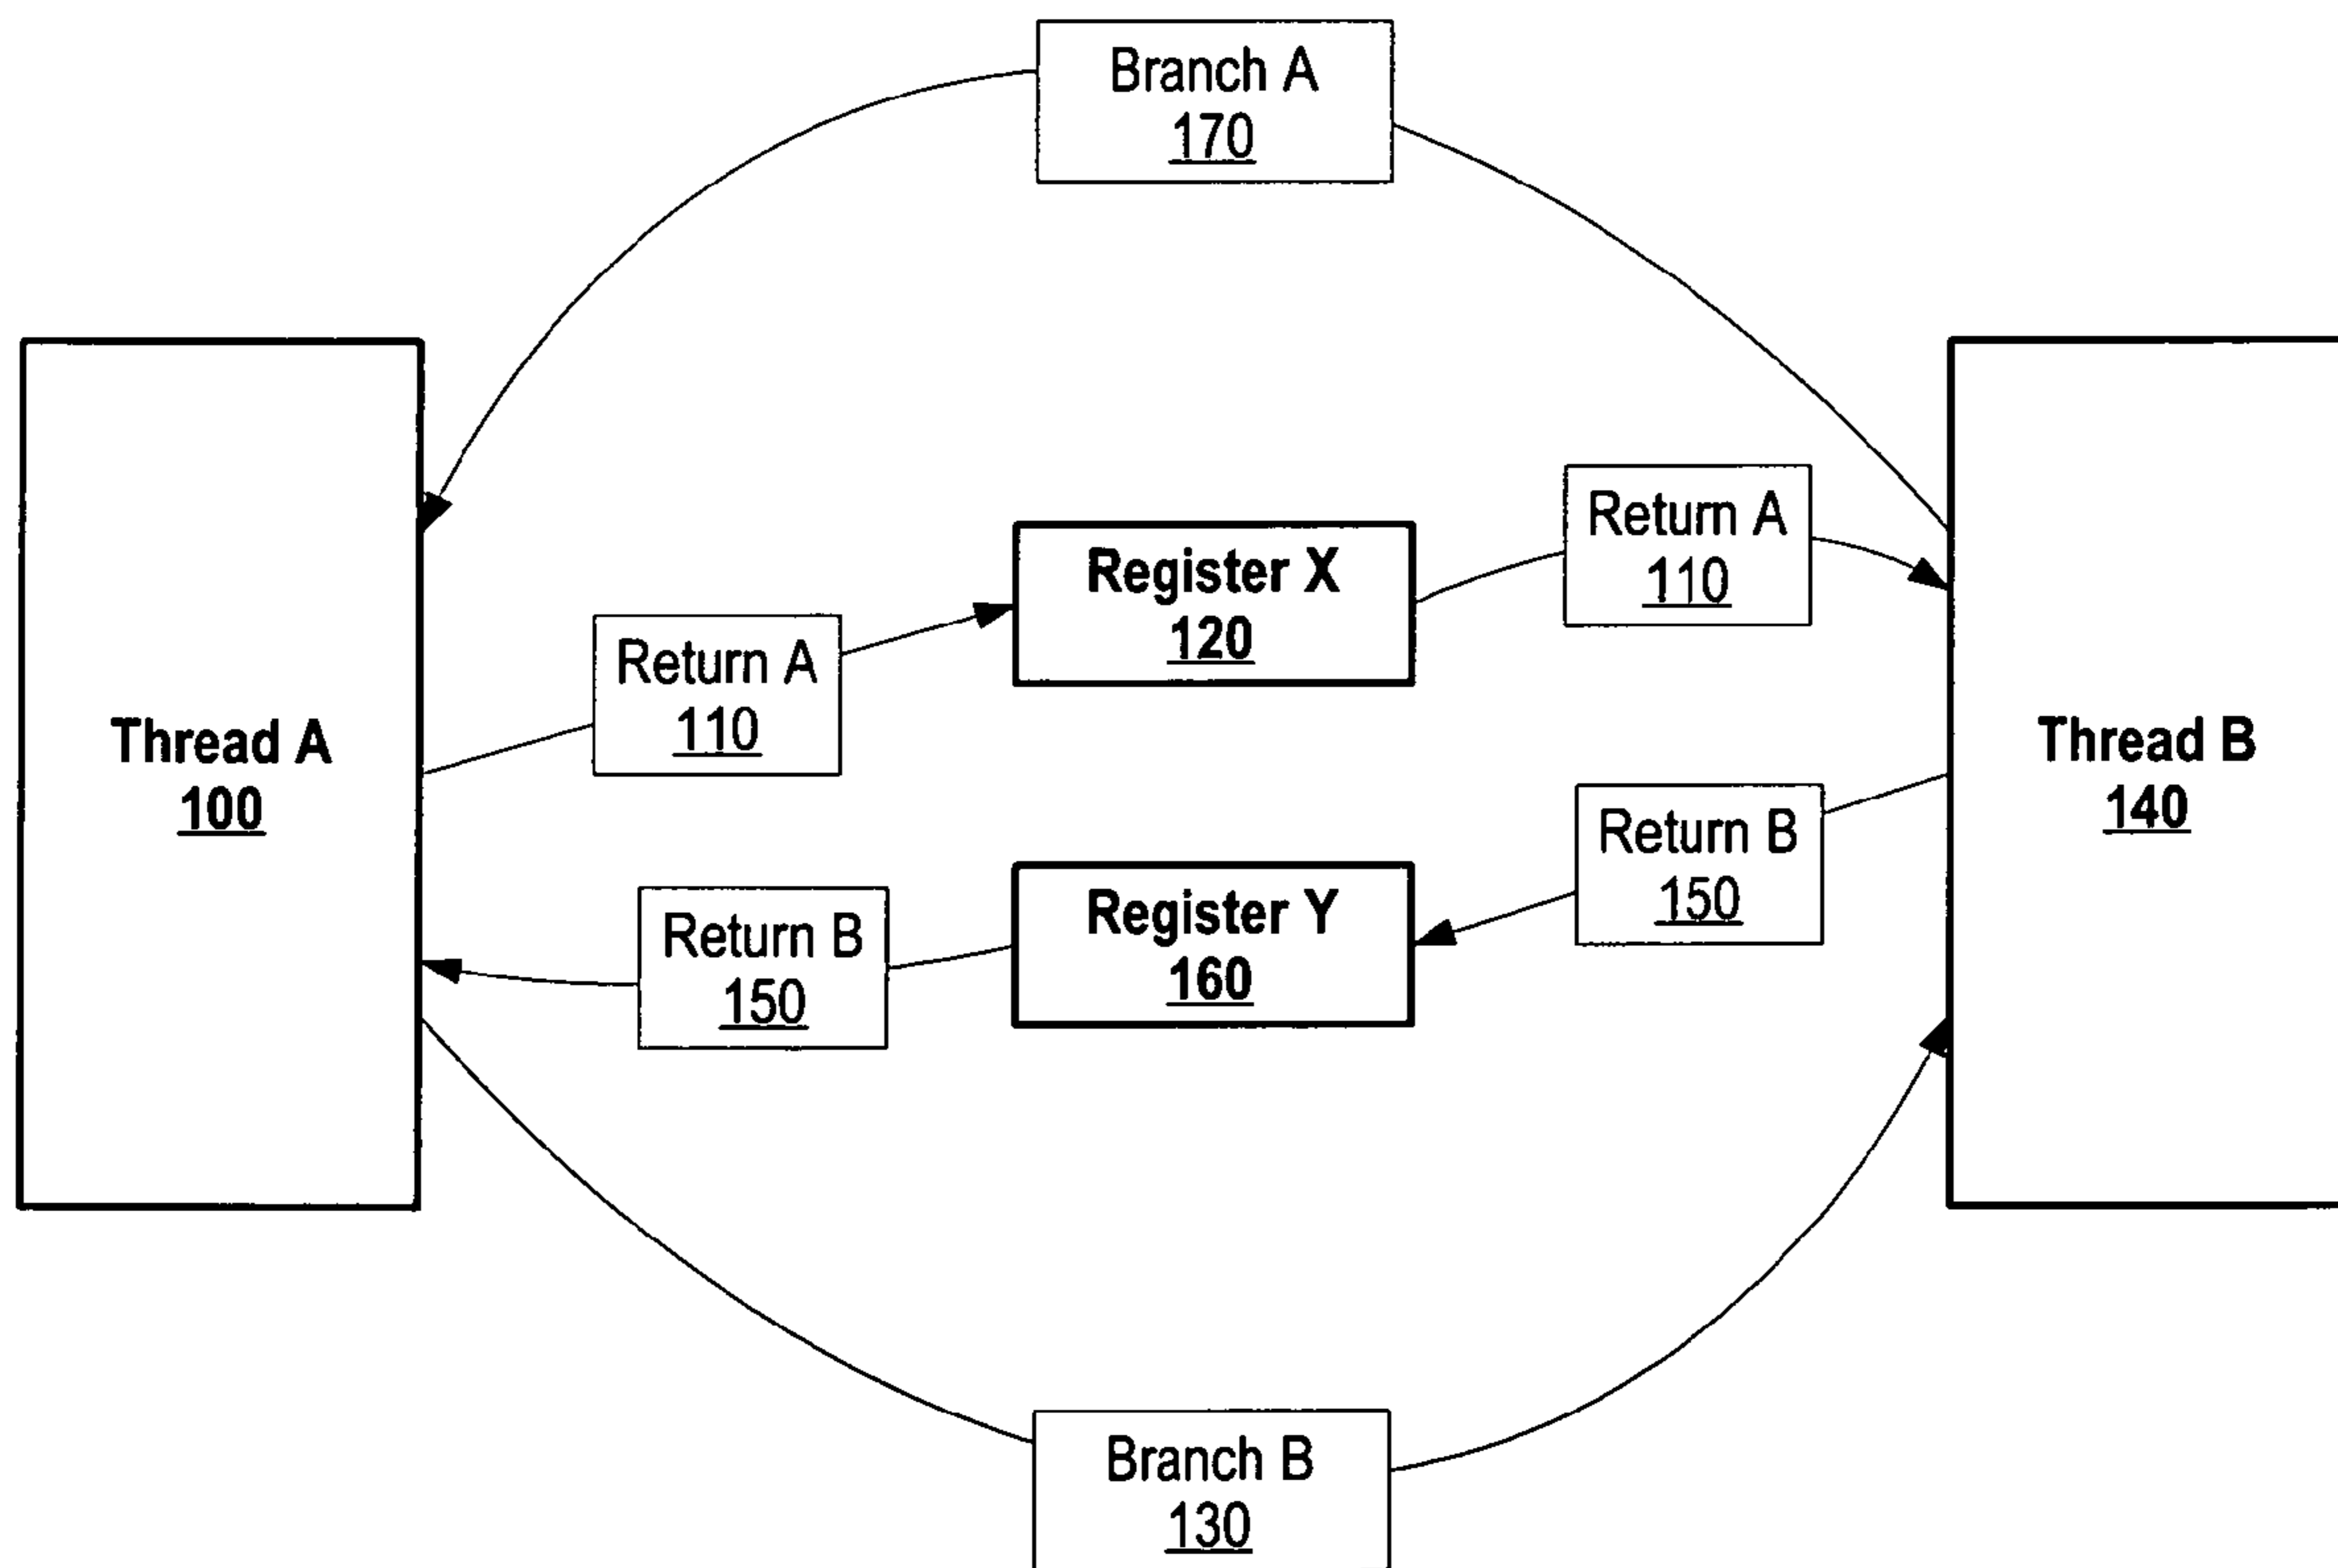 Branch A
170
Return A
110
Register X
120
Return A
110
Thread A
100
Thread B
140
Return B
150
Register Y
160
Return B
150
Branch B
130